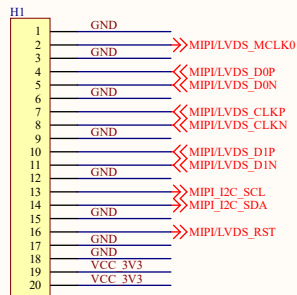 H1
1 GND
2 MIPI/LVDS_MCLK0
3 GND
4 MIPI/LVDS_D0P
5 MIPI/LVDS_D0N
6 GND
7 MIPI/LVDS_CLKP
8 MIPI/LVDS_CLKN
9 GND
10 MIPI/LVDS_D1P
11 MIPI/LVDS_D1N
12 GND
13 MIPI_I2C_SCL
14 MIPI_I2C_SDA
15 GND
16 MIPI/LVDS_RST
17 GND
18 GND
19 VCC_3V3
20 VCC_3V3